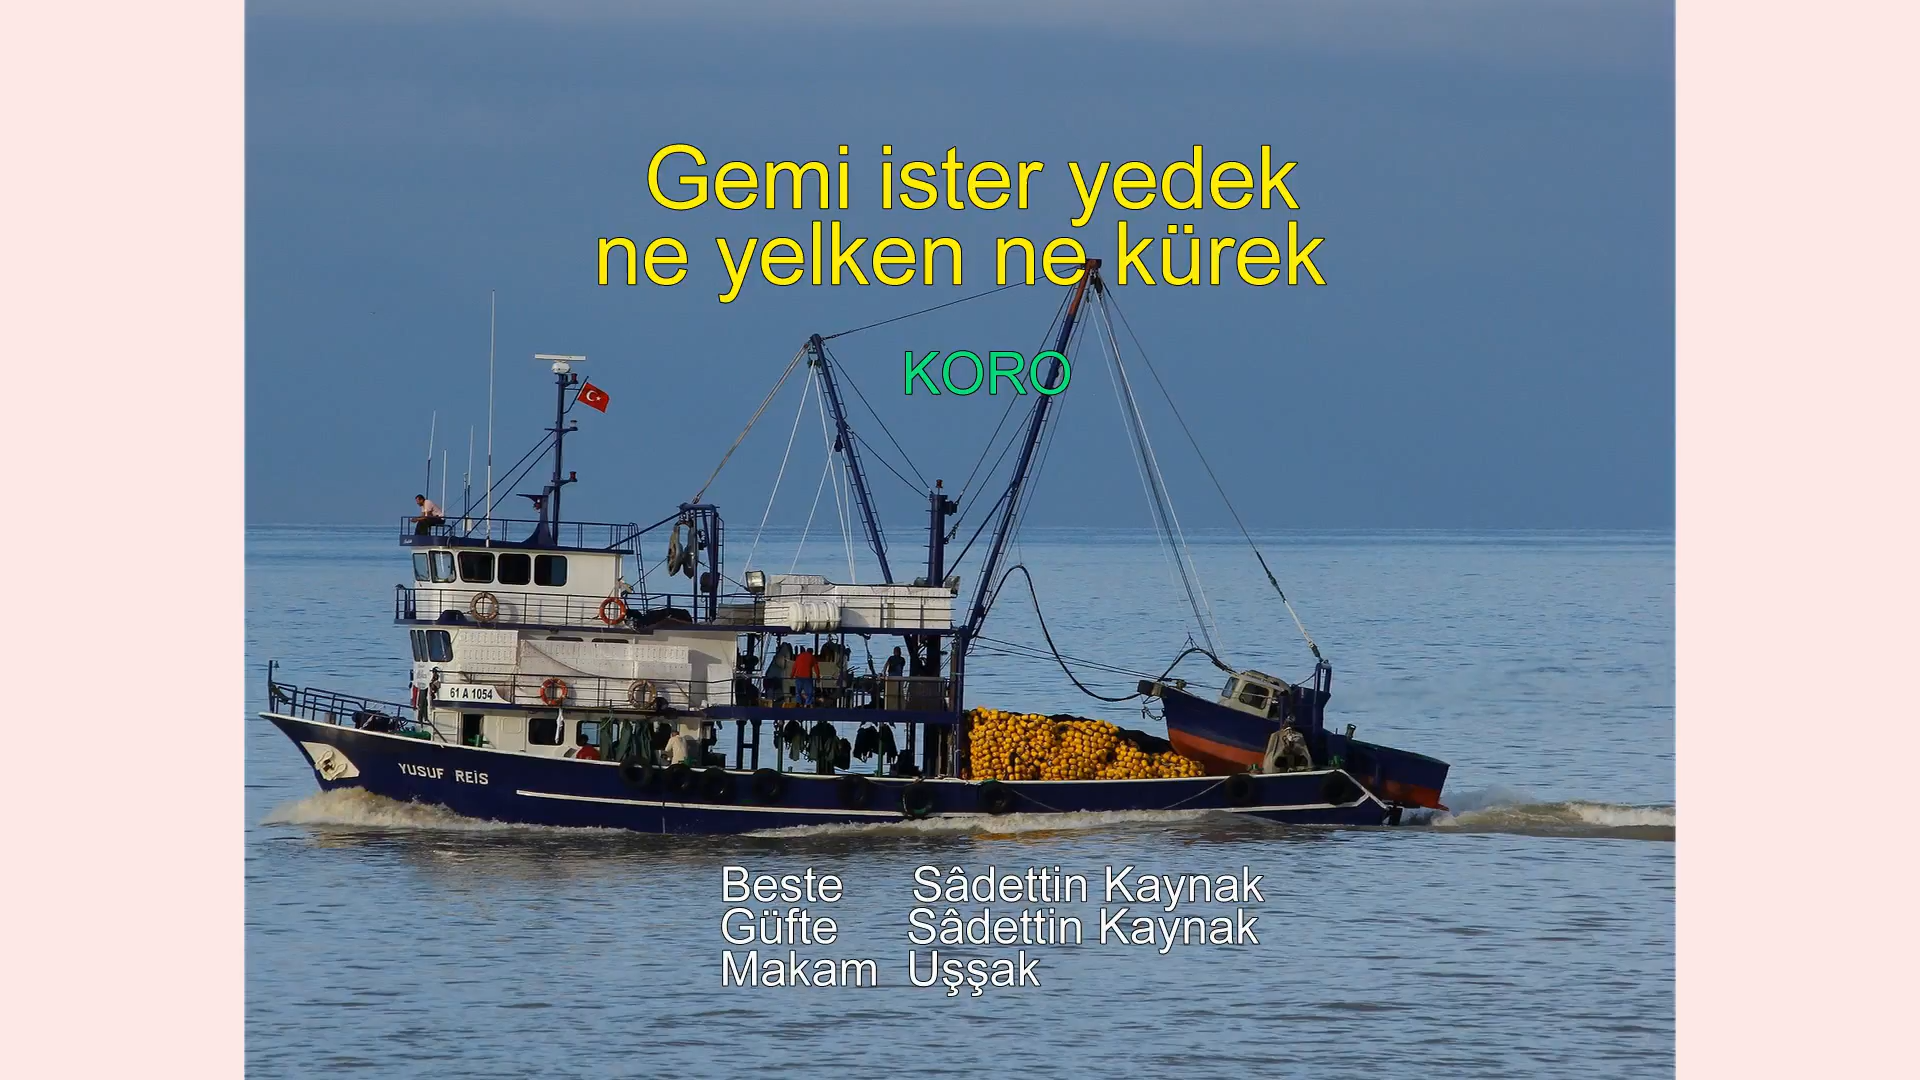 Gemi ister yedek
ne yelken ne kürek
KORO
61 A 1054
YUSUF REİS
Beste Sâdettin Kaynak
Güfte Sâdettin Kaynak
Makam Uşşak